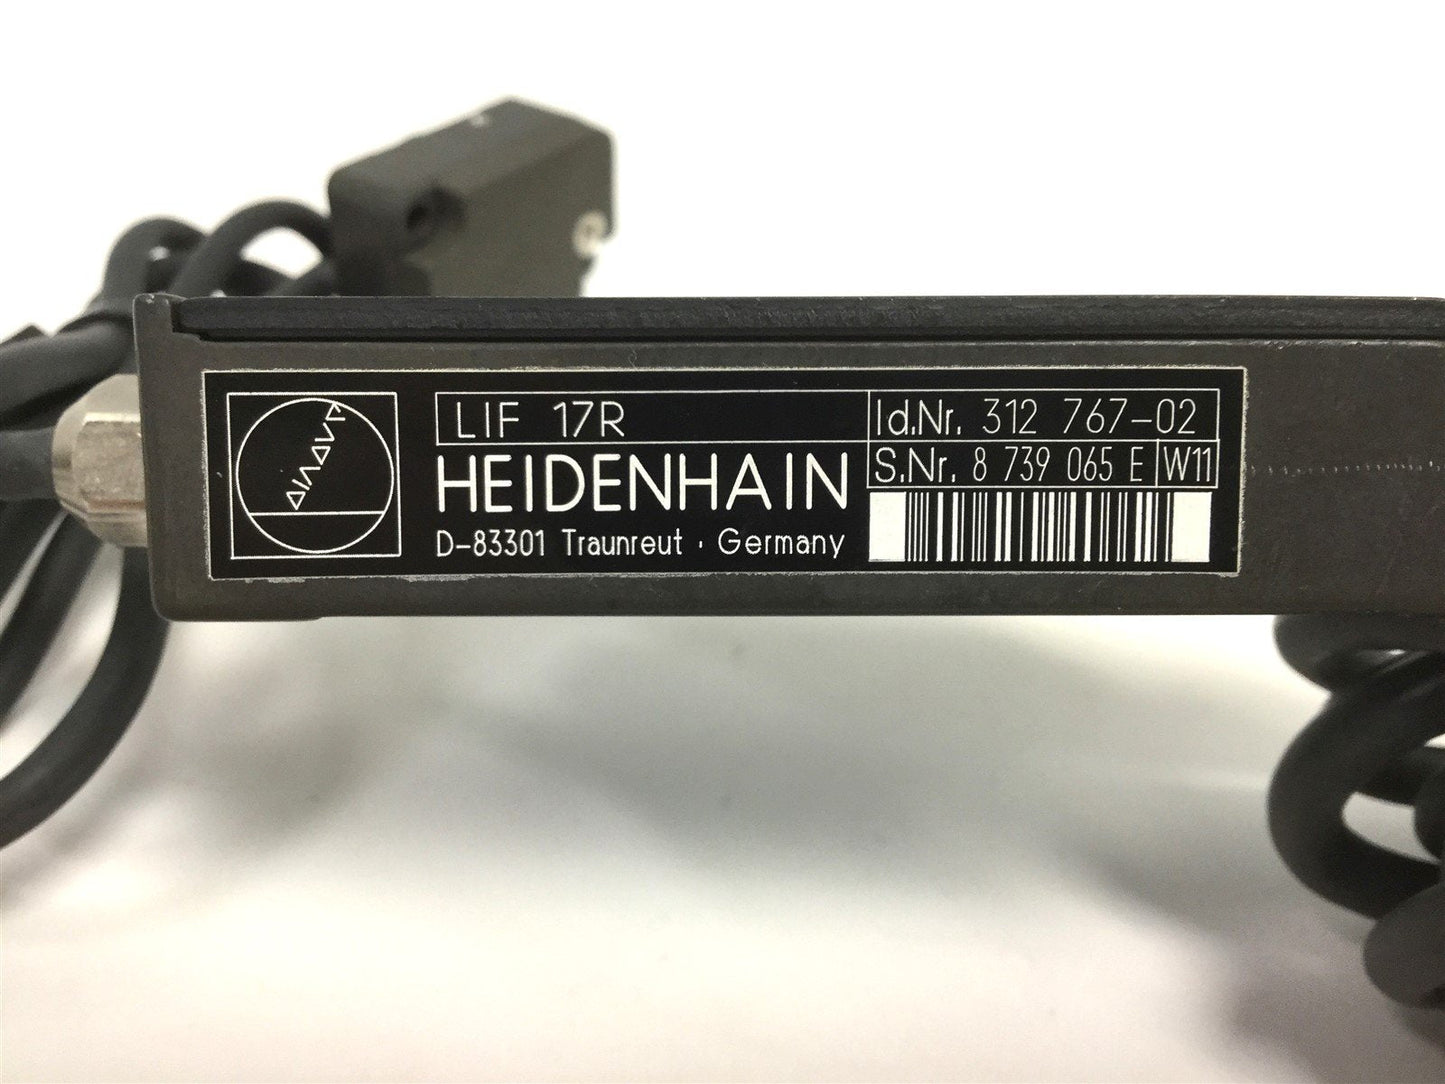 LIF 17R
Id.Nr. 312 767-02
HEIDENHAIN
S.Nr. 8 739 065 E W11
D-83301 Traunreut · Germany